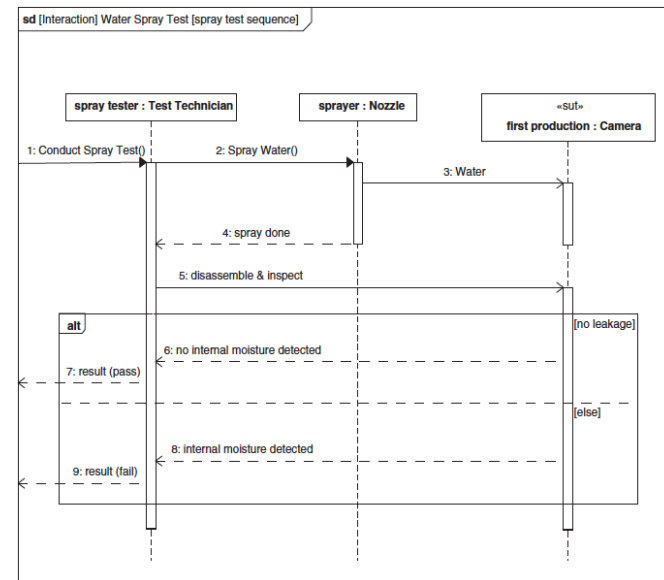 sd [Interaction] Water Spray Test [spray test sequence]
spray tester : Test Technician
sprayer : Nozzle
«sut»
first production : Camera
1: Conduct Spray Test()
2: Spray Water()
3: Water
4: spray done
5: disassemble & inspect
alt
[no leakage]
6: no internal moisture detected
7: result (pass)
[else]
8: internal moisture detected
9: result (fail)